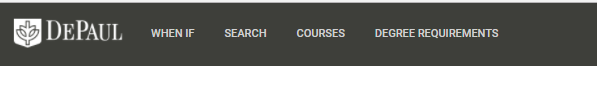 DEPAUL WHEN IF SEARCH COURSES DEGREE REQUIREMENTS